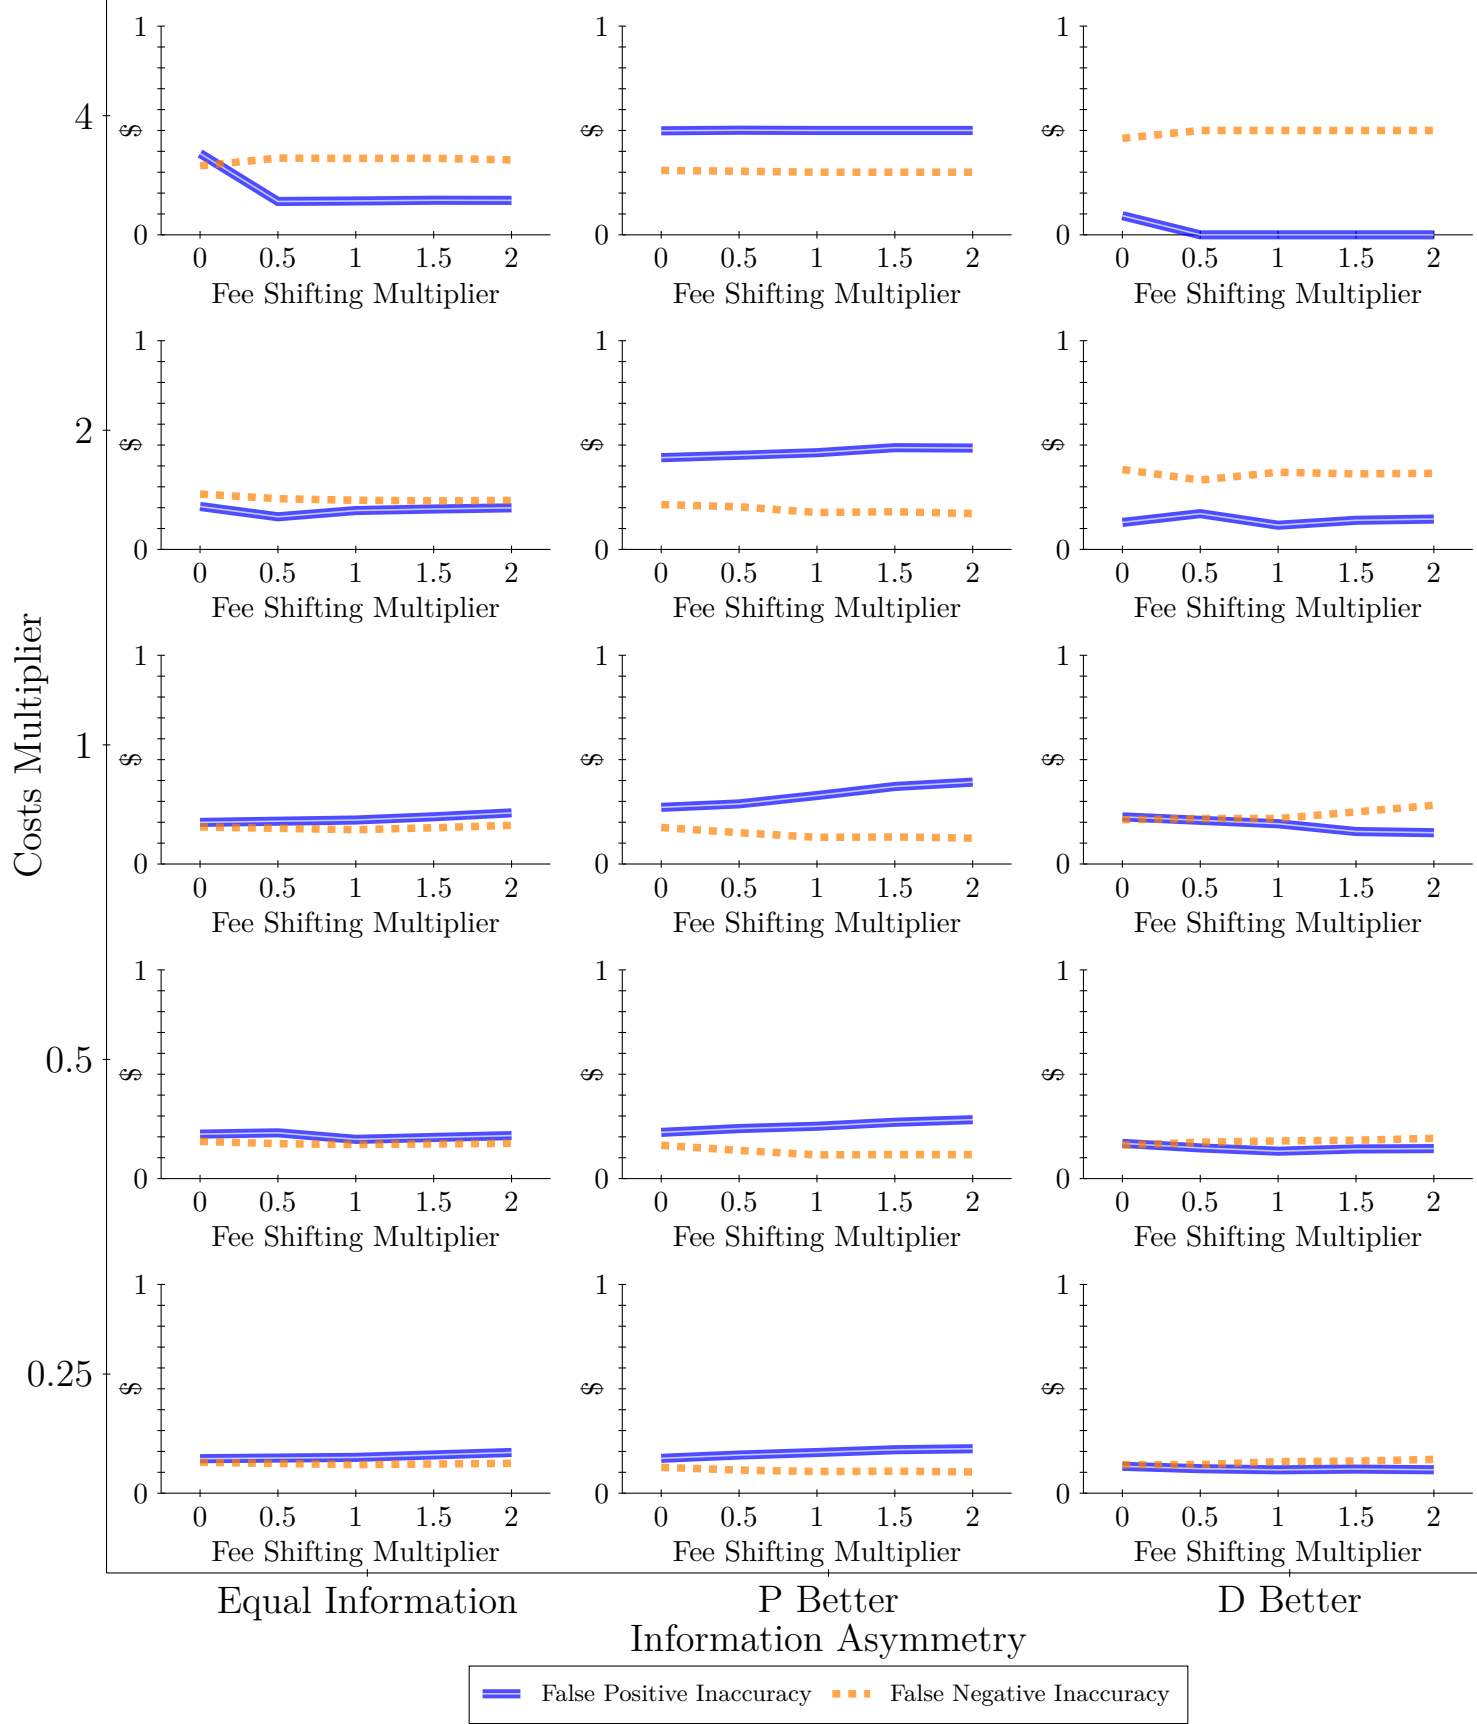 Costs Multiplier
4
1
$
0
0 0.5 1 1.5 2
Fee Shifting Multiplier
1
$
0
0 0.5 1 1.5 2
Fee Shifting Multiplier
1
$
0
0 0.5 1 1.5 2
Fee Shifting Multiplier
2
1
$
0
0 0.5 1 1.5 2
Fee Shifting Multiplier
1
$
0
0 0.5 1 1.5 2
Fee Shifting Multiplier
1
$
0
0 0.5 1 1.5 2
Fee Shifting Multiplier
1
1
$
0
0 0.5 1 1.5 2
Fee Shifting Multiplier
1
$
0
0 0.5 1 1.5 2
Fee Shifting Multiplier
1
$
0
0 0.5 1 1.5 2
Fee Shifting Multiplier
0.5
1
$
0
0 0.5 1 1.5 2
Fee Shifting Multiplier
1
$
0
0 0.5 1 1.5 2
Fee Shifting Multiplier
1
$
0
0 0.5 1 1.5 2
Fee Shifting Multiplier
0.25
1
$
0
0 0.5 1 1.5 2
Fee Shifting Multiplier
1
$
0
0 0.5 1 1.5 2
Fee Shifting Multiplier
1
$
0
0 0.5 1 1.5 2
Fee Shifting Multiplier
Equal Information P Better D Better
Information Asymmetry
False Positive Inaccuracy False Negative Inaccuracy